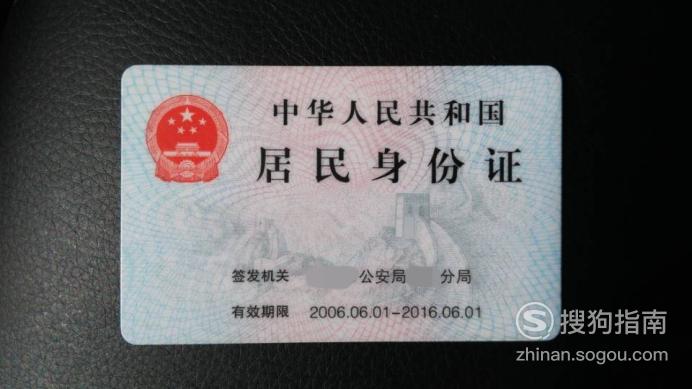 中华人民共和国
居民身份证
签发机关 公安局 分局
有效期限 2006.06.01-2016.06.01
搜狗指南
zhinan.sogou.com